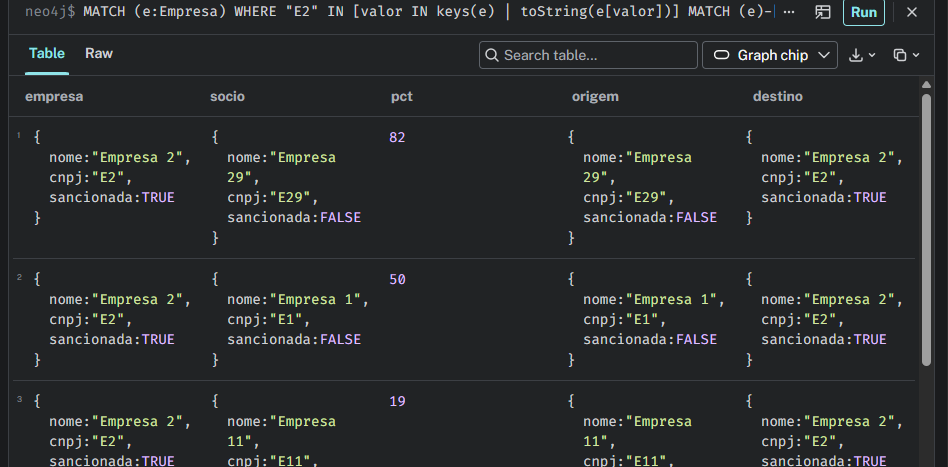 neo4j$ MATCH (e:Empresa) WHERE "E2" IN [valor IN keys(e) | toString(e[valor])] MATCH (e)- ... Run
Table Raw Search table... Graph chip
empresa socio pct origem destino
1 { { 82 { {
nome:"Empresa 2", nome:"Empresa nome:"Empresa nome:"Empresa 2",
cnpj:"E2", 29", 29", cnpj:"E2",
sancionada:TRUE cnpj:"E29", cnpj:"E29", sancionada:TRUE
} sancionada:FALSE sancionada:FALSE }
} }
2 { { 50 { {
nome:"Empresa 2", nome:"Empresa 1", nome:"Empresa 1", nome:"Empresa 2",
cnpj:"E2", cnpj:"E1", cnpj:"E1", cnpj:"E2",
sancionada:TRUE sancionada:FALSE sancionada:FALSE sancionada:TRUE
} } } }
3 { { 19 { {
nome:"Empresa 2", nome:"Empresa nome:"Empresa nome:"Empresa 2",
cnpj:"E2", 11", 11", cnpj:"E2",
sancionada:TRUE cnpj:"E11", cnpj:"E11", sancionada:TRUE